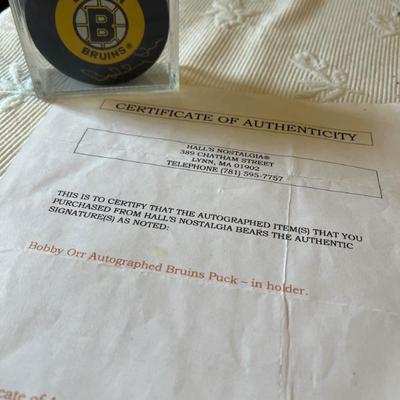 B
BRUINS
CERTIFICATE OF AUTHENTICITY
HALL'S NOSTALGIA®
389 CHATHAM STREET
LYNN, MA 01902
TELEPHONE (781) 595-7757
THIS IS TO CERTIFY THAT THE AUTOGRAPHED ITEM(S) THAT YOU
PURCHASED FROM HALL'S NOSTALGIA BEARS THE AUTHENTIC
SIGNATURE(S) AS NOTED:
Bobby Orr Autographed Bruins Puck ~ in holder.